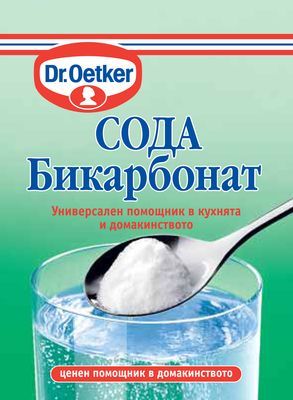 Dr.Oetker
СОДА
Бикарбонат
Универсален помощник в кухнята
и домакинството
ценен помощник в домакинството